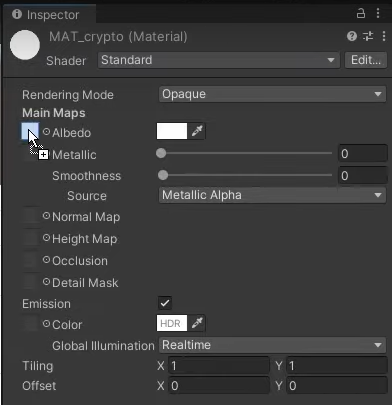 Inspector
MAT_crypto (Material)
Shader Standard Edit...
Rendering Mode Opaque
Main Maps
Albedo
Metallic 0
Smoothness 0
Source Metallic Alpha
Normal Map
Height Map
Occlusion
Detail Mask
Emission
Color HDR
Global Illumination Realtime
Tiling X 1 Y 1
Offset X 0 Y 0